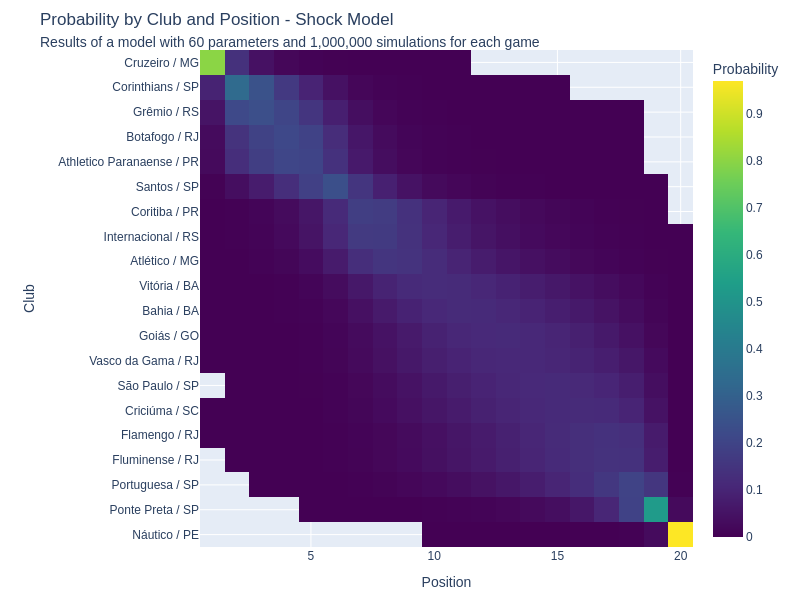 Probability by Club and Position - Shock Model
Results of a model with 60 parameters and 1,000,000 simulations for each game
Probability
Club
Cruzeiro / MG
Corinthians / SP
Grêmio / RS
Botafogo / RJ
Athletico Paranaense / PR
Santos / SP
Coritiba / PR
Internacional / RS
Atlético / MG
Vitória / BA
Bahia / BA
Goiás / GO
Vasco da Gama / RJ
São Paulo / SP
Criciúma / SC
Flamengo / RJ
Fluminense / RJ
Portuguesa / SP
Ponte Preta / SP
Náutico / PE
0.9
0.8
0.7
0.6
0.5
0.4
0.3
0.2
0.1
0
5
10
15
20
Position